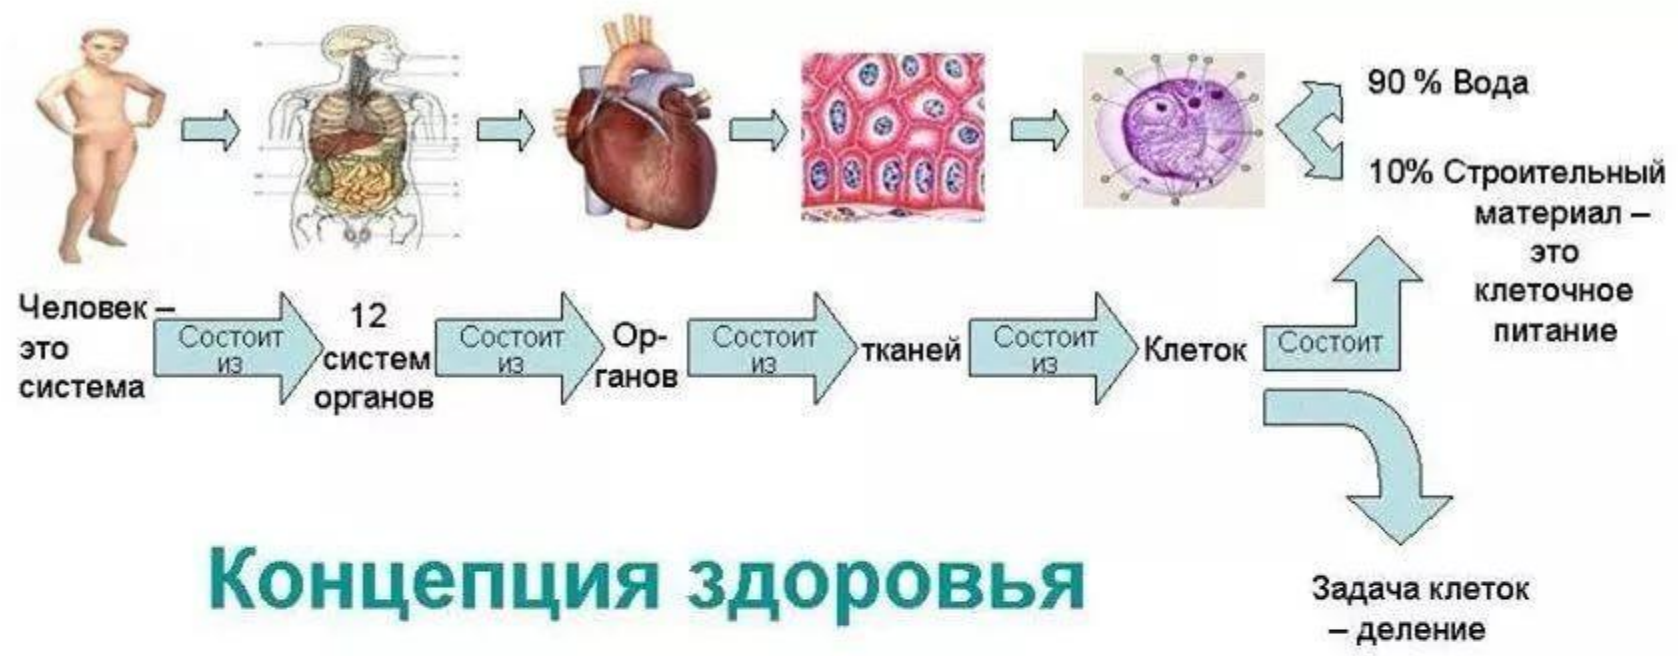 90 % Вода
10% Строительный
материал –
это
клеточное
питание
Человек –
это
система
Состоит
из
12
систем
органов
Состоит
из
Ор-
ганов
Состоит
из
тканей
Состоит
из
Клеток
Состоит
Задача клеток
– деление
Концепция здоровья